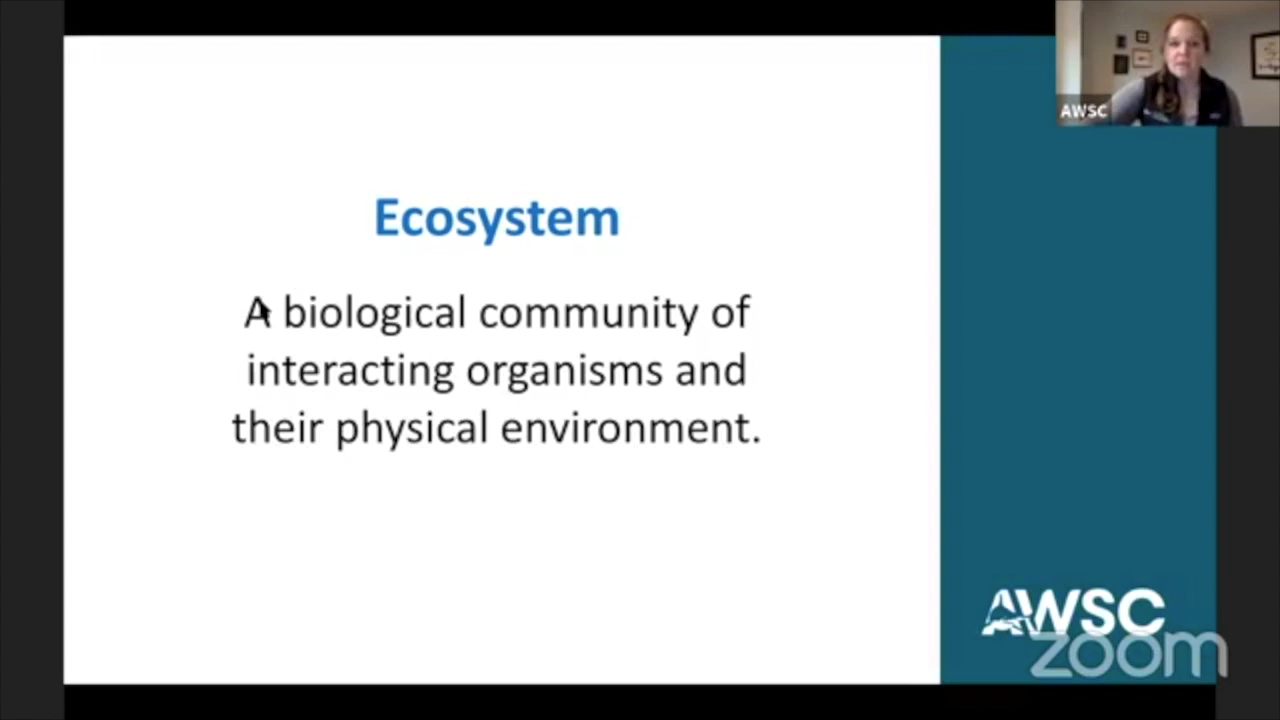 AWSC
Ecosystem
A biological community of
interacting organisms and
their physical environment.
AWSC
zoom